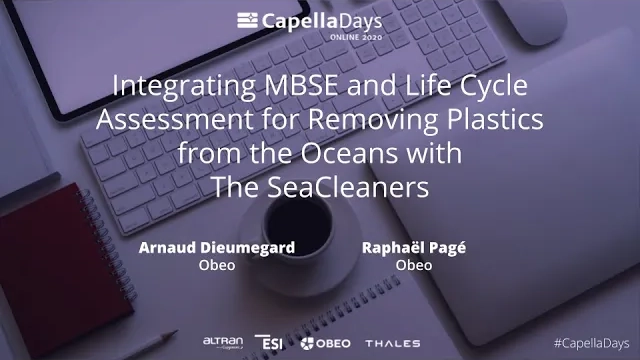 CapellaDays
ONLINE 2020
Integrating MBSE and Life Cycle
Assessment for Removing Plastics
from the Oceans with
The SeaCleaners
Arnaud Dieumegard
Raphaël Pagé
Obeo
Obeo
ALTRAN
ESI
OBEO
THALES
#CapellaDays